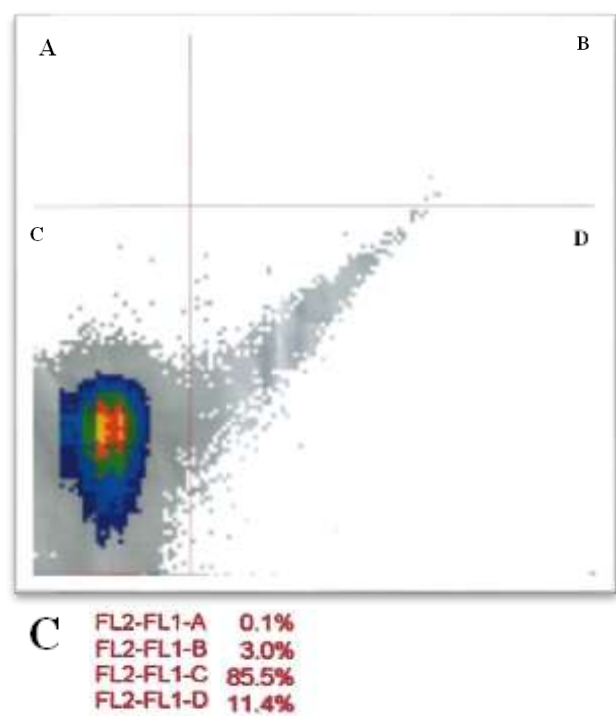 A
B
C
D
C
FL2-FL1-A 0.1%
FL2-FL1-B 3.0%
FL2-FL1-C 85.5%
FL2-FL1-D 11.4%